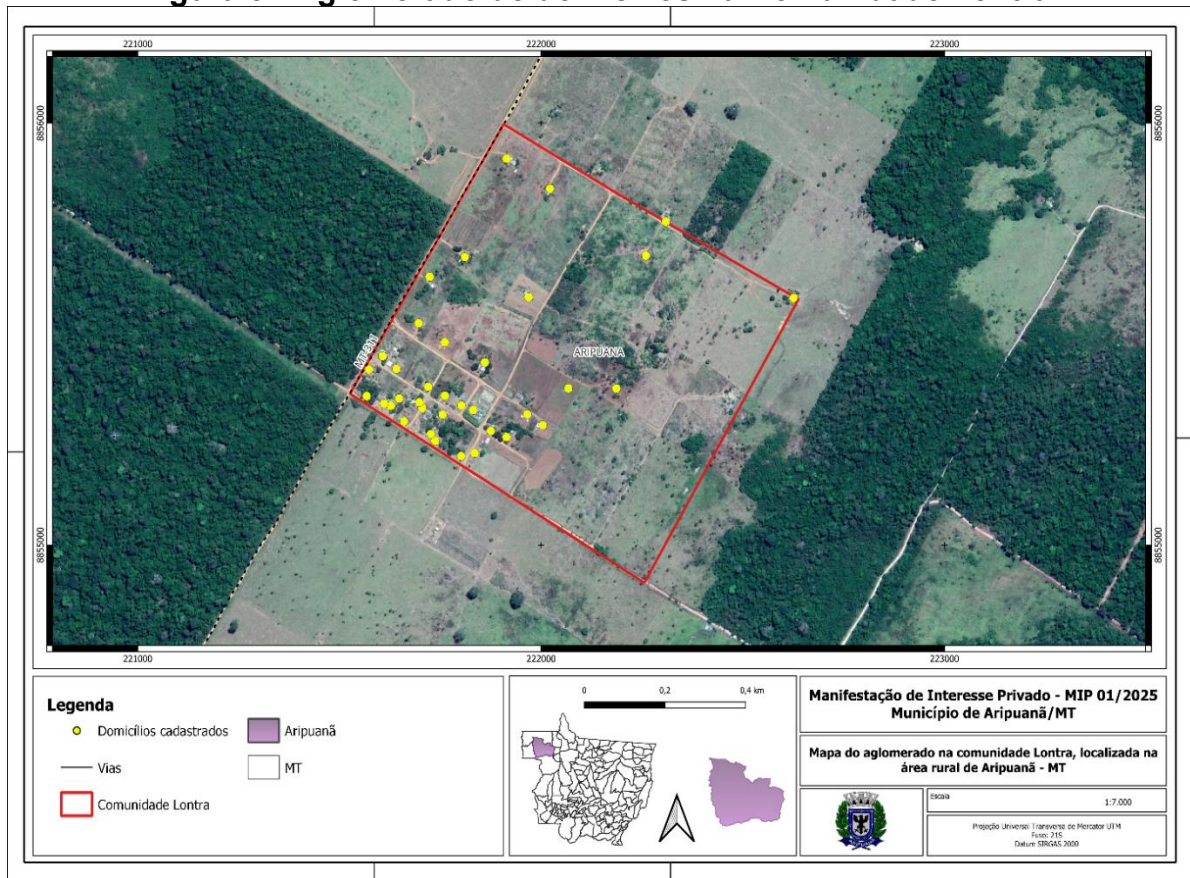 221000
222000
223000
8856000
8856000
MT-311
ARIPUANA
8855000
8855000
221000
222000
223000
Legenda
Domicílios cadastrados
Aripuanã
Vias
MT
Comunidade Lontra
0
0,2
0,4 km
Manifestação de Interesse Privado - MIP 01/2025
Município de Aripuanã/MT
Mapa do aglomerado na comunidade Lontra, localizada na
área rural de Aripuanã - MT
Escala
1:7.000
Projeção Universal Transversa de Mercator UTM
Fuso: 21S
Datum SIRGAS 2000